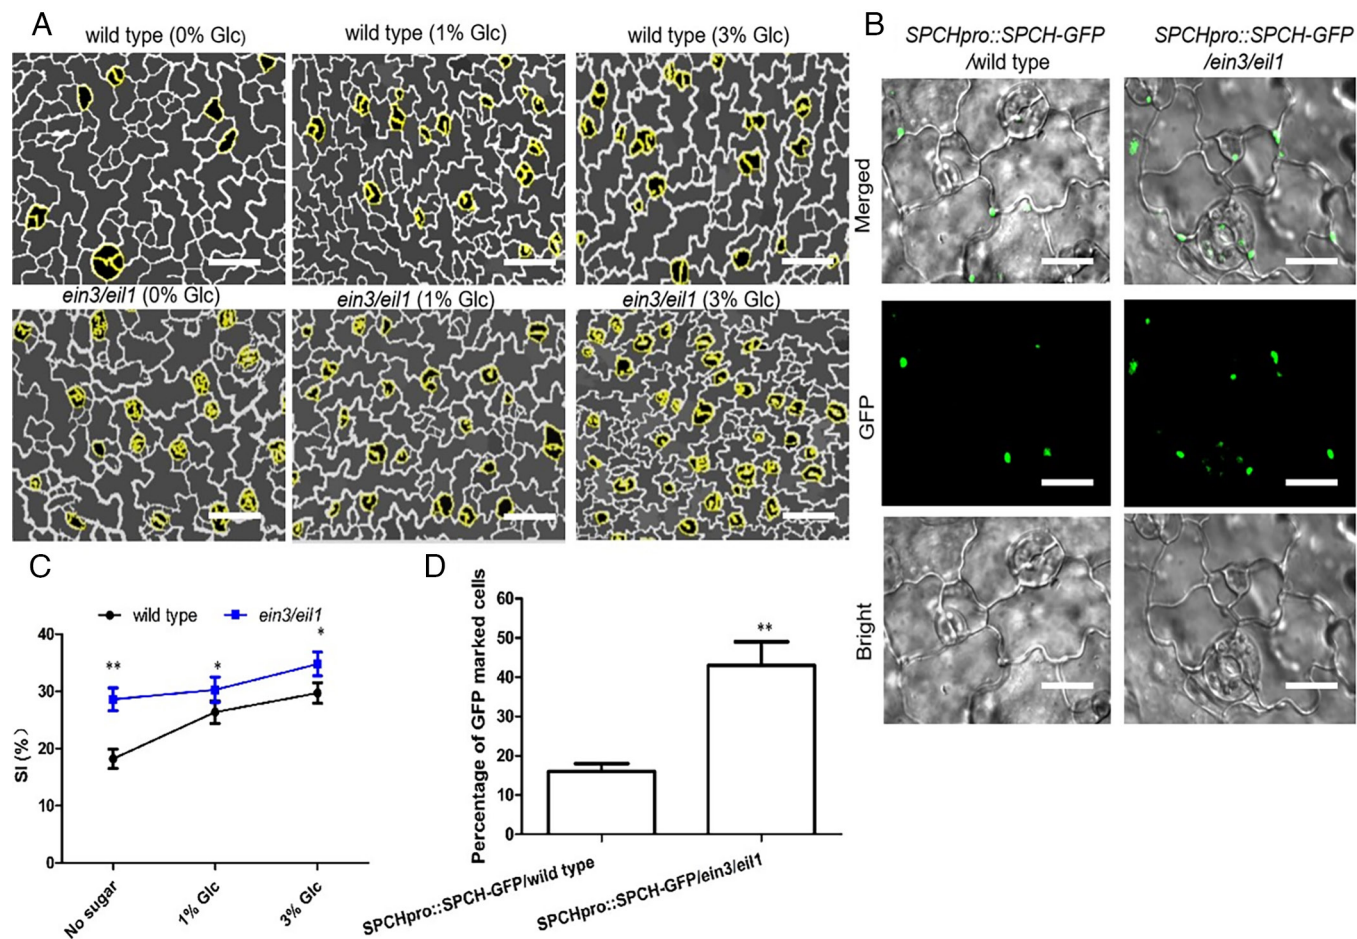 A
wild type (0% Glc)
wild type (1% Glc)
wild type (3% Glc)
ein3/eil1 (0% Glc)
ein3/eil1 (1% Glc)
ein3/eil1 (3% Glc)
B
SPCHpro::SPCH-GFP
/wild type
SPCHpro::SPCH-GFP
/ein3/eil1
Merged
GFP
Bright
C
wild type
ein3/eil1
SI (%)
40
30
20
10
0
**
*
*
No sugar
1% Glc
3% Glc
D
Percentage of GFP marked cells
60
50
40
30
20
10
0
**
SPCHpro::SPCH-GFP/wild type
SPCHpro::SPCH-GFP/ein3/eil1